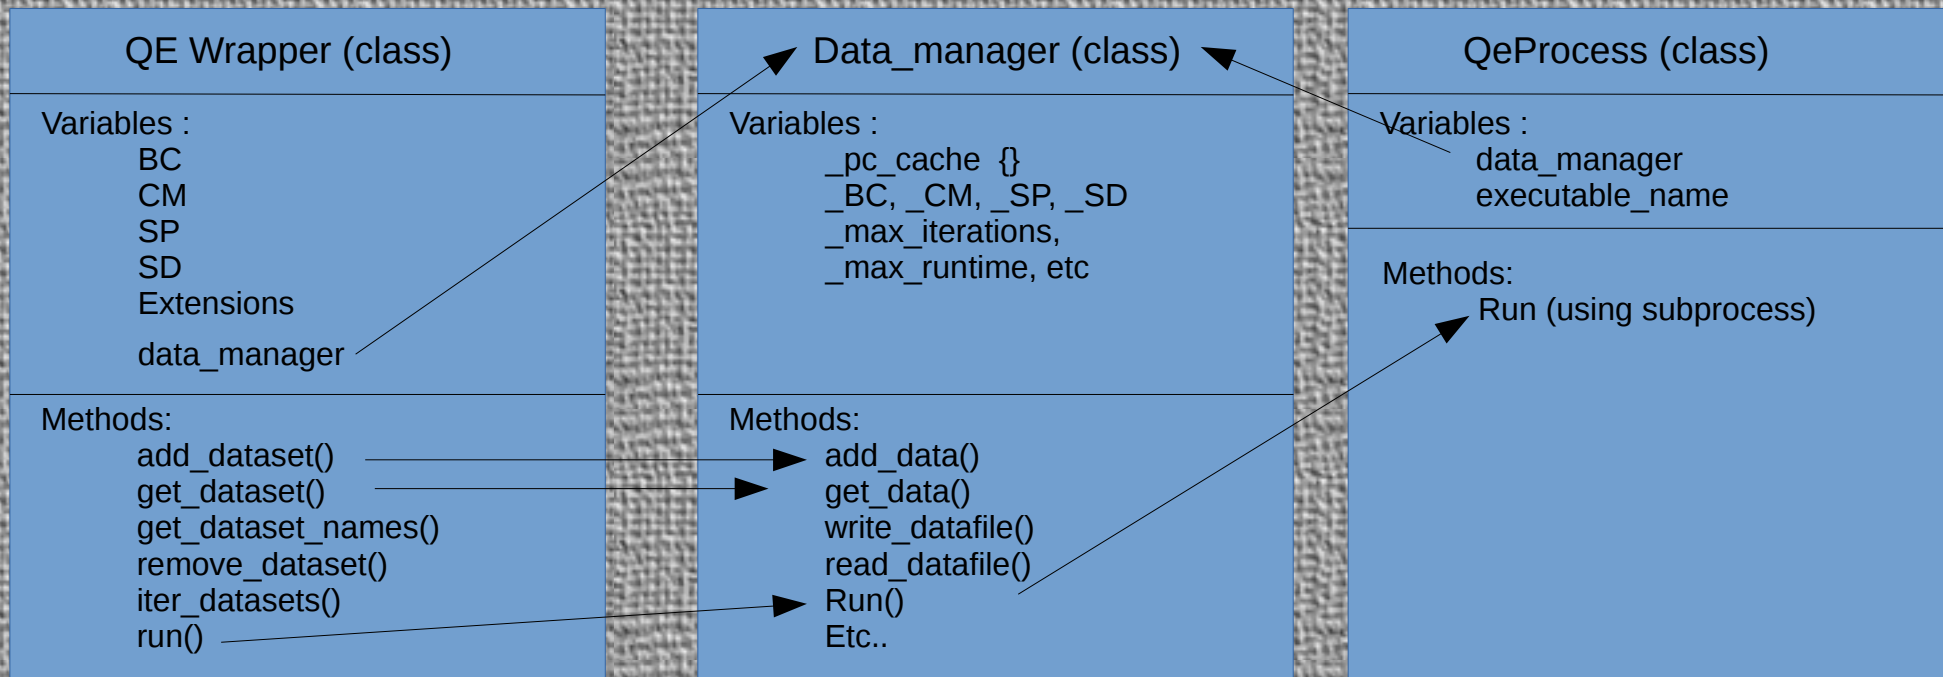 QE Wrapper (class)
Variables :
BC
CM
SP
SD
Extensions
data_manager
Methods:
add_dataset()
get_dataset()
get_dataset_names()
remove_dataset()
iter_datasets()
run()
Data_manager (class)
Variables :
_pc_cache  {}
_BC, _CM, _SP, _SD
_max_iterations,
_max_runtime, etc
Methods:
add_data()
get_data()
write_datafile()
read_datafile()
Run()
Etc..
QeProcess (class)
Variables :
data_manager
executable_name
Methods:
Run (using subprocess)